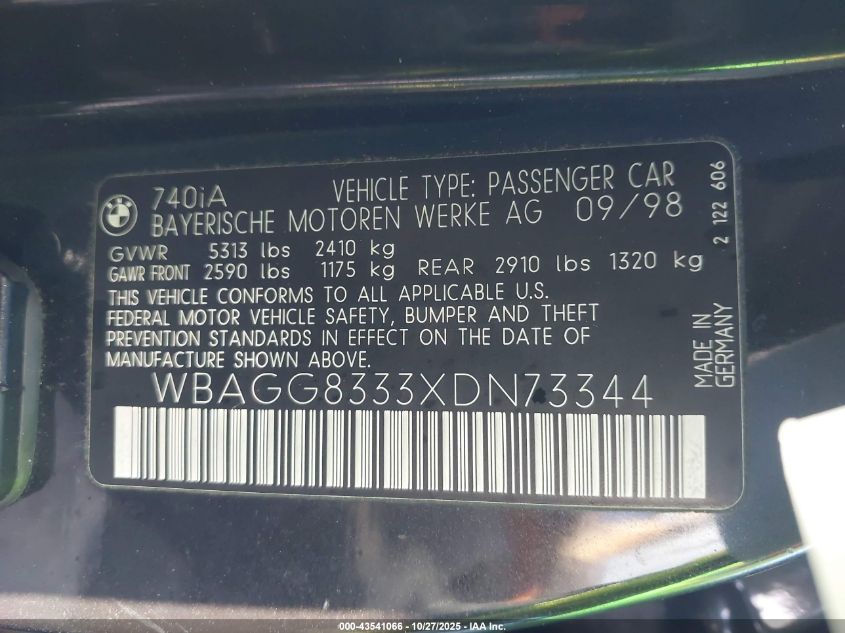 740iA VEHICLE TYPE: PASSENGER CAR
BAYERISCHE MOTOREN WERKE AG 09/98
GVWR 5313 lbs 2410 kg
GAWR FRONT 2590 lbs 1175 kg REAR 2910 lbs 1320 kg
THIS VEHICLE CONFORMS TO ALL APPLICABLE U.S.
FEDERAL MOTOR VEHICLE SAFETY, BUMPER AND THEFT
PREVENTION STANDARDS IN EFFECT ON THE DATE OF
MANUFACTURE SHOWN ABOVE.
WBAGG8333XDN73344
2 122 606
MADE IN
GERMANY
000-43541066 - 10/27/2025 - IAA Inc.